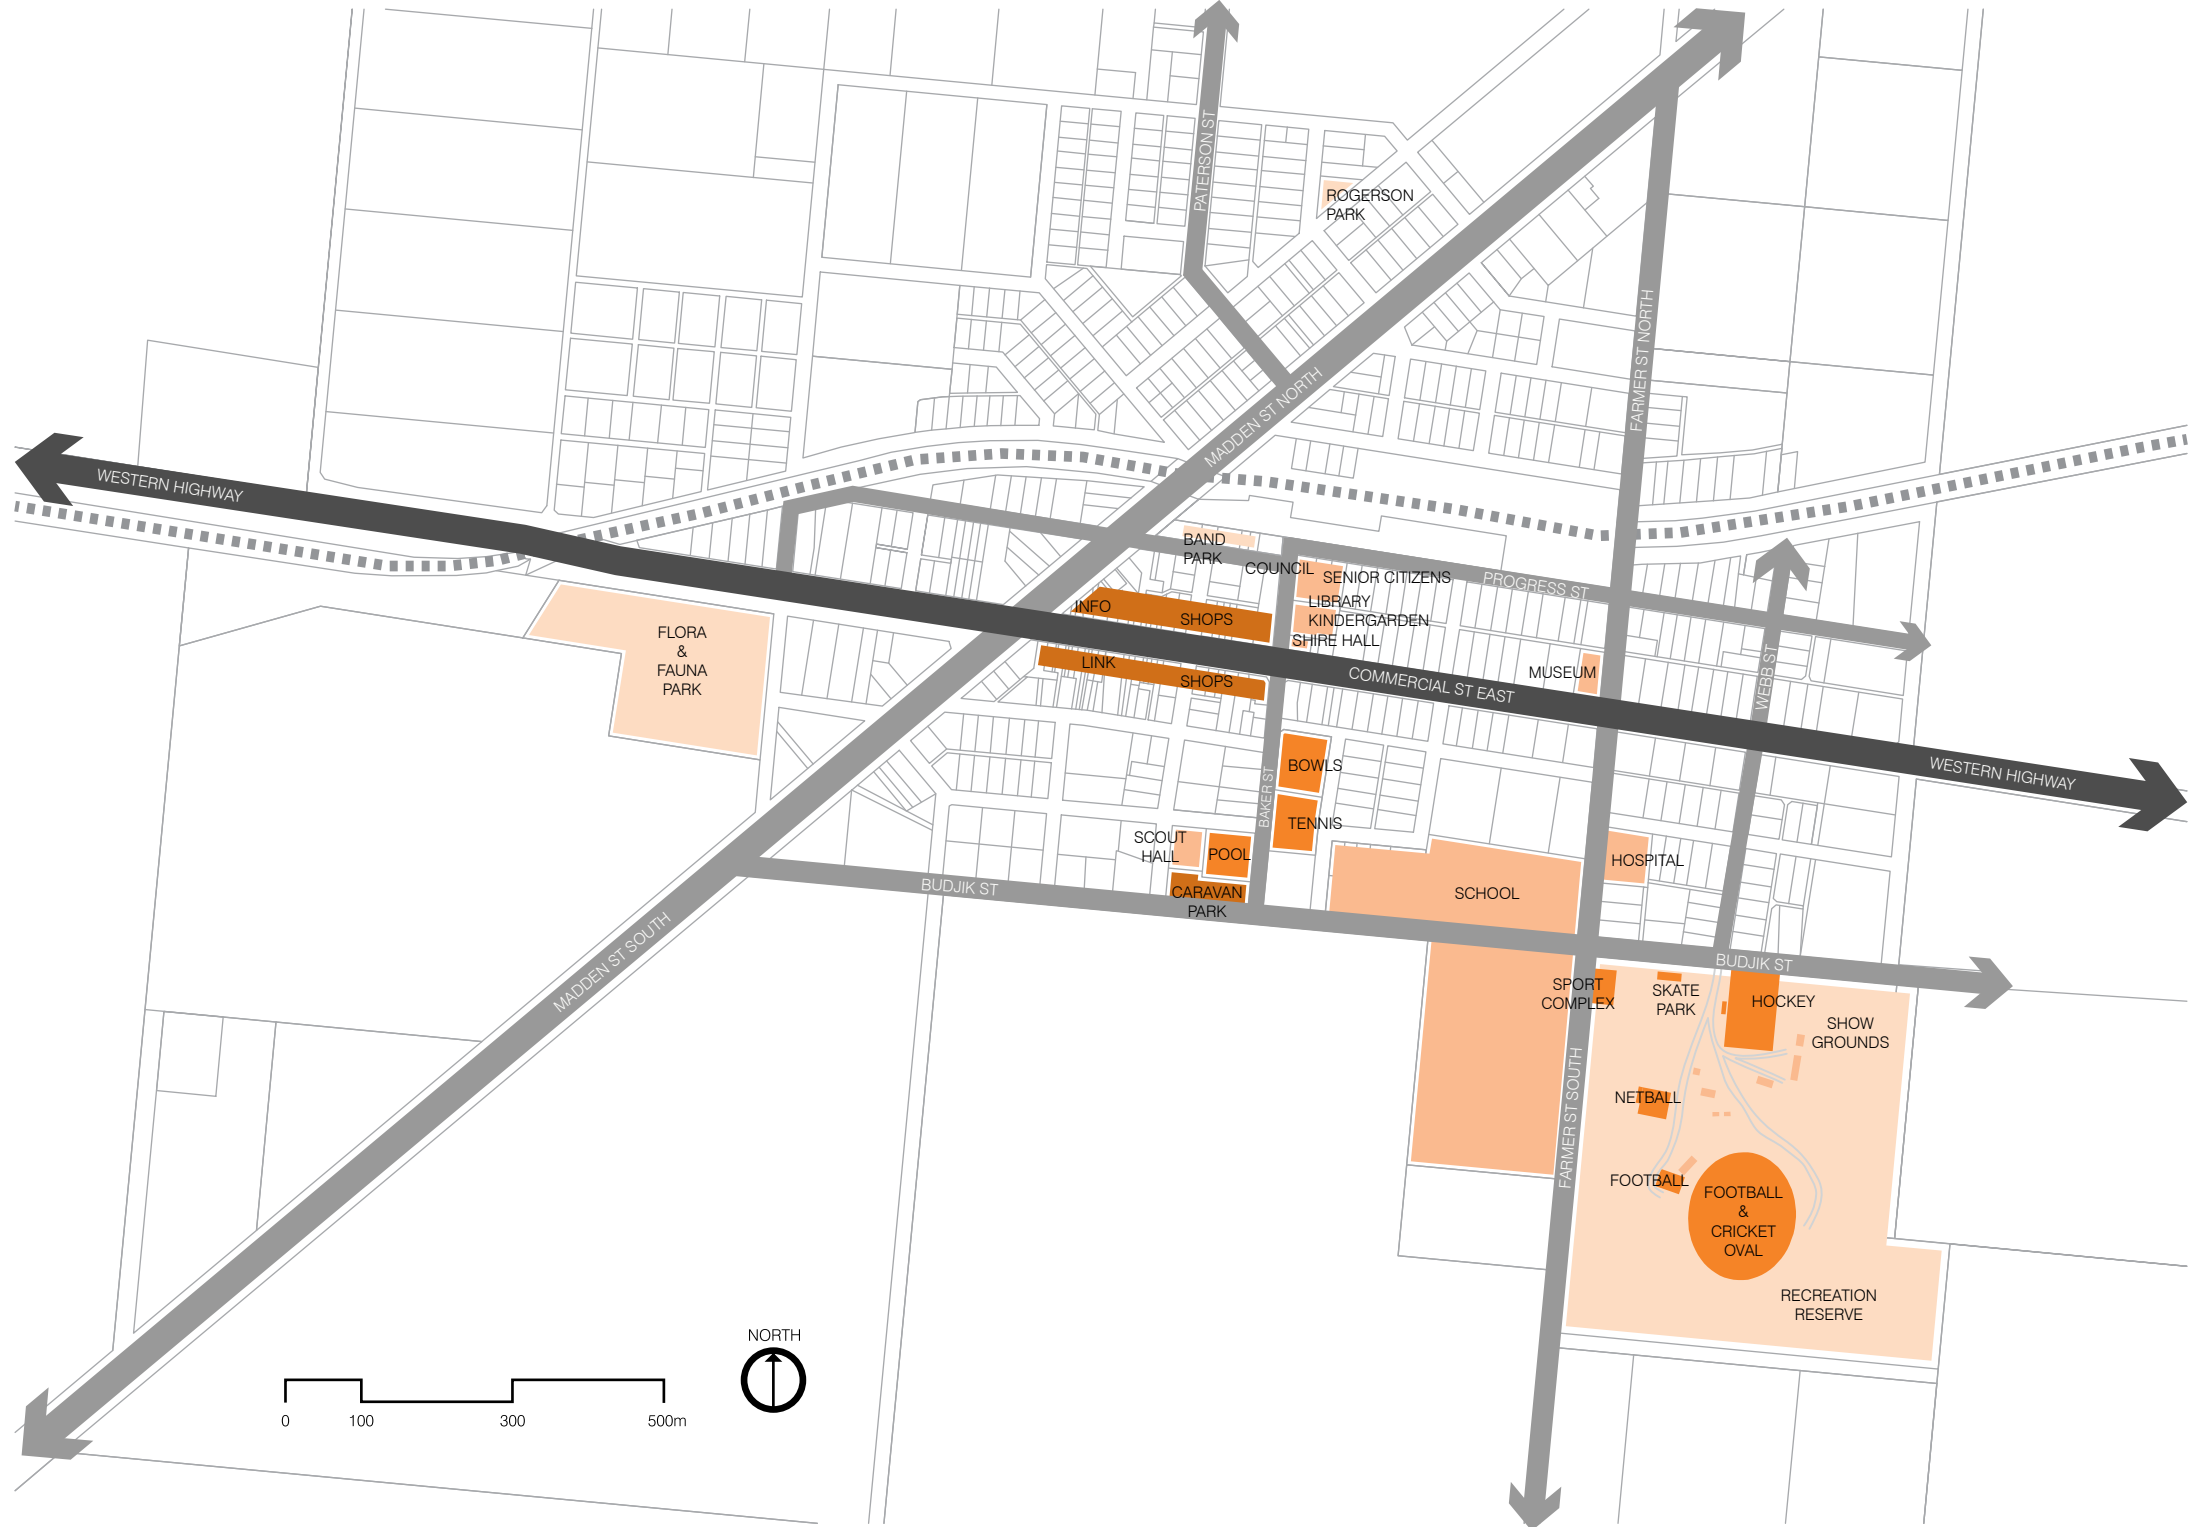 PATERSON ST
ROGERSON
PARK
FARMER ST NORTH
MADDEN ST NORTH
WESTERN HIGHWAY
BAND
PARK
COUNCIL
SENIOR CITIZENS
PROGRESS ST
LIBRARY
INFO
SHOPS
KINDERGARDEN
SHIRE HALL
FLORA
&
FAUNA
PARK
LINK
SHOPS
COMMERCIAL ST EAST
MUSEUM
WEBB ST
WESTERN HIGHWAY
BOWLS
BAKER ST
TENNIS
SCOUT
HALL
POOL
HOSPITAL
BUDJIK ST
CARAVAN
PARK
SCHOOL
MADDEN ST SOUTH
BUDJIK ST
SPORT
COMPLEX
SKATE
PARK
HOCKEY
SHOW
GROUNDS
FARMER ST SOUTH
NETBALL
FOOTBALL
FOOTBALL
&
CRICKET
OVAL
RECREATION
RESERVE
NORTH
0 100 300 500m